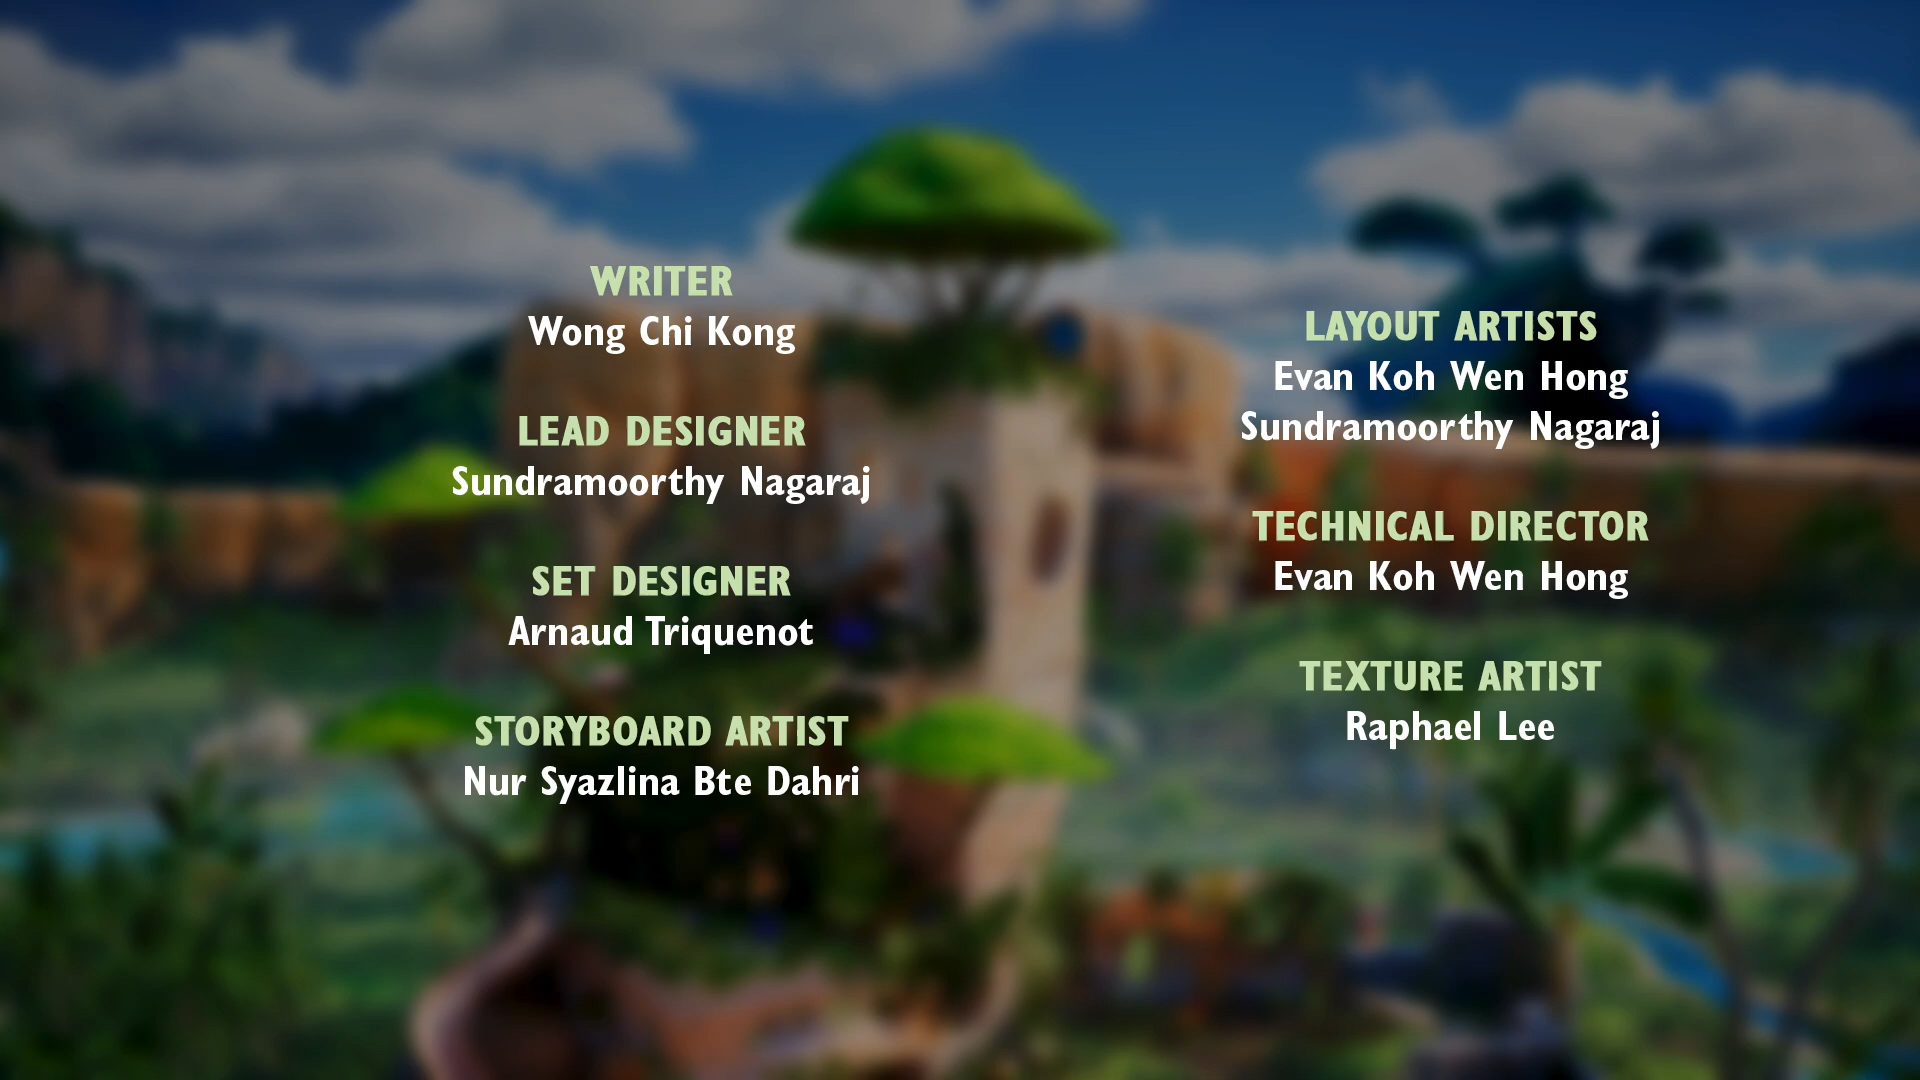 WRITER
Wong Chi Kong
LEAD DESIGNER
Sundramoorthy Nagaraj
SET DESIGNER
Arnaud Triquenot
STORYBOARD ARTIST
Nur Syazlina Bte Dahri
LAYOUT ARTISTS
Evan Koh Wen Hong
Sundramoorthy Nagaraj
TECHNICAL DIRECTOR
Evan Koh Wen Hong
TEXTURE ARTIST
Raphael Lee